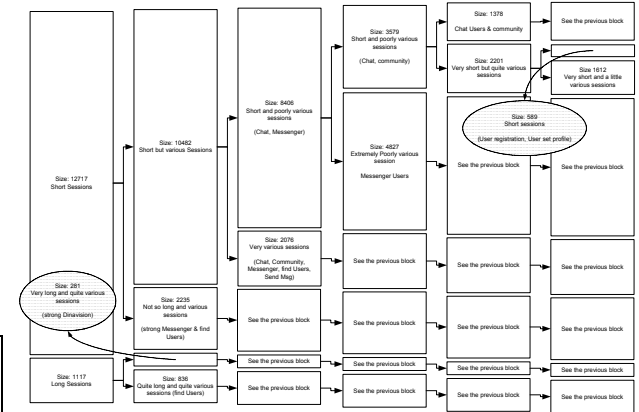 Size: 12717
Short Sessions
Size: 1117
Long Sessions
Size: 281
Very long and quite various
sessions
(strong Dinavision)
Size: 10482
Short but various Sessions
Size: 2235
Not so long and various
sessions
(strong Messenger & find
Users)
Size: 836
Quite long and quite various
sessions (find Users)
Size: 8406
Short and poorly various
sessions
(Chat, Messenger)
Size: 2076
Very various sessions
(Chat, Community,
Messenger, find Users,
Send Msg)
See the previous block
See the previous block
See the previous block
Size: 3579
Short and poorly various
sessions
(Chat, community)
Size: 4827
Extremely Poorly various
session
Messenger Users
See the previous block
See the previous block
See the previous block
See the previous block
Size: 1378
Chat Users & community
Size: 2201
Very short but quite various
sessions
Size: 589
Short sessions
(User registration, User set profile)
See the previous block
See the previous block
See the previous block
See the previous block
See the previous block
See the previous block
Size 1612
Very short and a little
various sessions
See the previous block
See the previous block
See the previous block
See the previous block
See the previous block